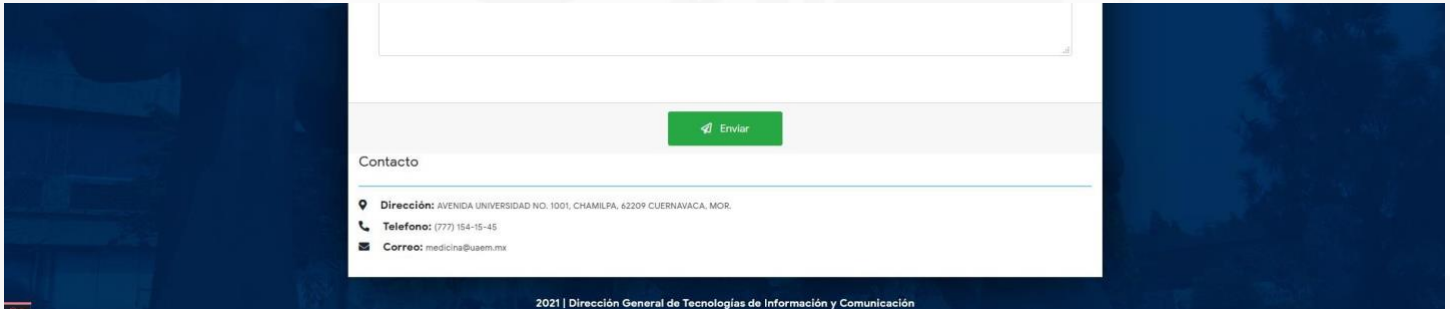 Enviar
Contacto
Dirección: AVENIDA UNIVERSIDAD NO. 1001, CHAMILPA, 62209 CUERNAVACA, MOR.
Telefono: (777) 154-15-45
Correo: medicina@uaem.mx
2021 | Dirección General de Tecnologías de Información y Comunicación